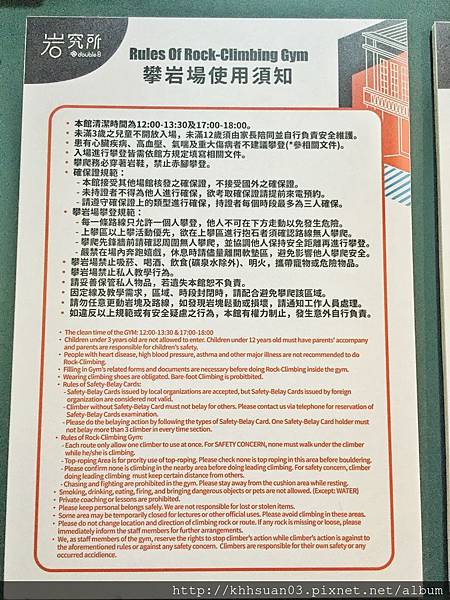 岩究所
double8
Rules Of Rock-Climbing Gym
攀岩場使用須知
• 本館清潔時間為12:00-13:30及17:00-18:00。
• 未滿3歲之兒童不開放入場，未滿12歲須由家長陪同並自行負責安全維護。
• 患有心臟疾病、高血壓、氣喘及重大傷病者不建議攀登(*參相關文件)。
• 入場進行攀登皆需依館方規定填寫相關文件。
• 攀爬務必穿著岩鞋，禁止赤腳攀登。
• 確保證規範：
- 本館接受其他場館核發之確保證，不接受國外之確保證。
- 未持證者不得為他人進行確保，欲考取確保證請提前來電預約。
- 請遵守確保證上的類型進行確保，持證者每個時段最多為三人確保。
• 攀岩場攀登規範：
- 每一條路線只允許一個人攀登，他人不可在下方走動以免發生危險。
- 上攀區以上攀活動優先，欲在上攀區進行抱石者須確認路線無人攀爬。
- 攀爬先鋒牆前請確認周圍無人攀爬，並協調他人保持安全距離再進行攀登。
- 嚴禁在場內奔跑嬉戲，休息時請儘量離開軟墊區，避免影響他人攀爬安全。
• 攀岩場禁止吸菸、喝酒、飲食(礦泉水除外)、明火，攜帶寵物或危險物品。
• 攀岩場禁止私人教學行為。
• 請妥善保管私人物品，若遺失本館恕不負責。
• 因定線及教學需求，區域、時段封閉時，請配合避免攀爬該區域。
• 請勿任意更動岩塊及路線，如發現岩塊鬆動或損壞，請通知工作人員處理。
• 如違反以上規範或有安全疑慮之行為，本館有權力制止，發生意外自行負責。
• The clean time of the GYM: 12:00-13:30 & 17:00-18:00
• Children under 3 years old are not allowed to enter. Children under 12 years old must have parents' accompany
and parents are responsible for children's safety.
• People with heart disease, high blood pressure, asthma and other major illness are not recommended to do
Rock-Climbing.
• Filling in Gym's related forms and documents are necessary before doing Rock-Climbing inside the gym.
• Wearing climbing shoes are obligated. Bare-foot Climbing is probitbited.
• Rules of Safety-Belay Cards:
- Safety-Belay Cards issued by local organizations are accepted, but Safety-Belay Cards issued by foreign
organization are considered not valid.
- Climber without Safety-Belay Card must not belay for others. Please contact us via telephone for reservation of
Safety-Belay Cards examination.
- Please do the belaying action by following the types of Safety-Belay Card. One Safety-Belay Card holder must
not belay more than 3 climber in every time section.
• Rules of Rock-Climbing Gym:
- Each route only allow one climber to use at once. For SAFETY CONCERN, none must walk under the climber
while he/she is climbing.
- Top-roping Area is for prority use of top-roping. Please check none is top roping in this area before bouldering.
- Please confirm none is climbing in the nearby area before doing leading climbing. For safety concern, climber
doing leading climbing must keep certain distance from others.
- Chasing and fighting are prohibited in the gym. Please stay away from the cushion area while resting.
• Smoking, drinking, eating, firing, and bringing dangerous objects or pets are not allowed. (Except: WATER)
• Private coaching or lessons are prohibited.
• Please keep personal belongs safely. We are not responsible for lost or stolen items.
• Some area may be temporarily closed for lectures or other official uses. Please avoid climbing in these areas.
• Please do not change location and direction of climbing rock or route. If any rock is missing or loose, please
immediately inform the staff members for further arrangements.
• We, as staff members of the gym, reserve the rights to stop climber's action while climber's action is against to
the aforementioned rules or against any safety concern. Climbers are responsible for their own safety or any
occurred accidence.
http://khhsuan03.pixnet.net/album